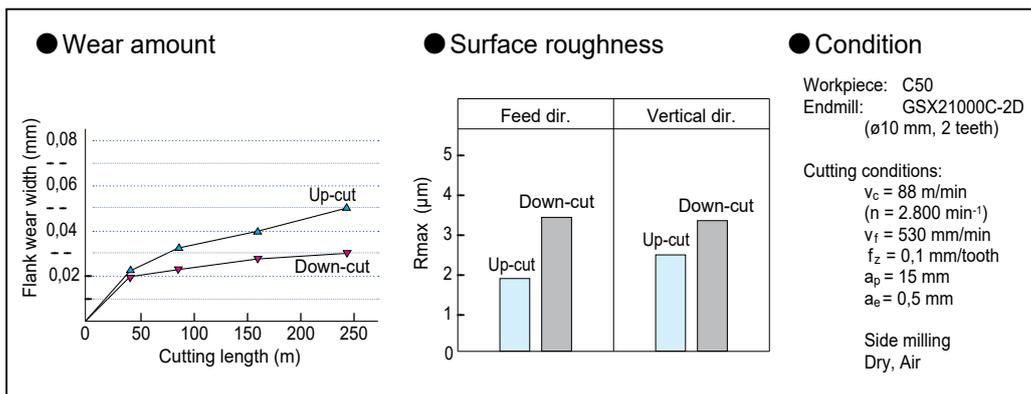 ● Wear amount
Flank wear width (mm)
0,08
0,06
0,04
0,02
0 50 100 150 200 250
Cutting length (m)
Up-cut
Down-cut
● Surface roughness
Feed dir. Vertical dir.
Rmax (μm)
5
4
3
2
1
0
Up-cut
Down-cut
Up-cut
Down-cut
● Condition
Workpiece: C50
Endmill: GSX21000C-2D
(ø10 mm, 2 teeth)
Cutting conditions:
vc = 88 m/min
(n = 2.800 min⁻¹)
vf = 530 mm/min
fz = 0,1 mm/tooth
ap = 15 mm
ae = 0,5 mm
Side milling
Dry, Air